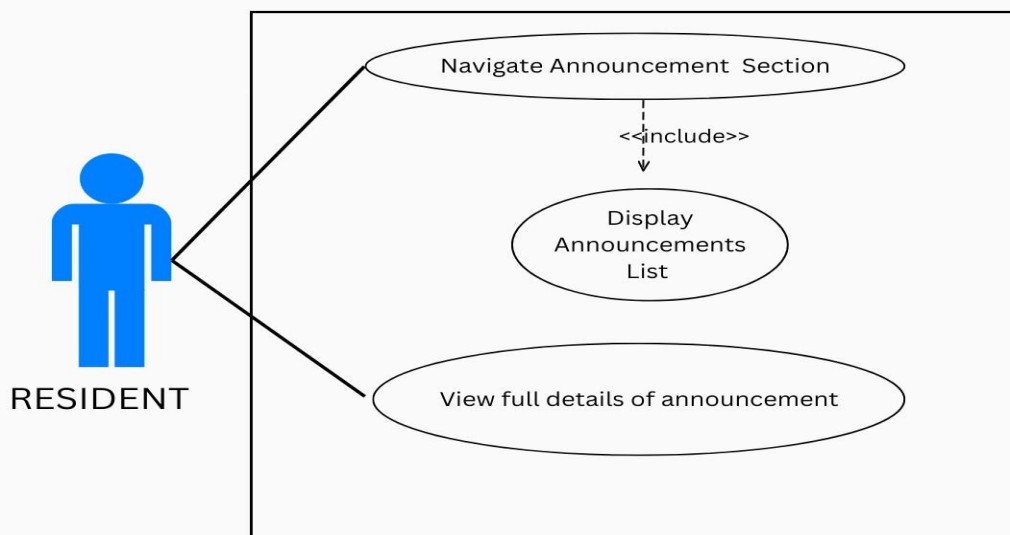 Navigate Announcement Section
<<include>>
Display
Announcements
List
RESIDENT
View full details of announcement